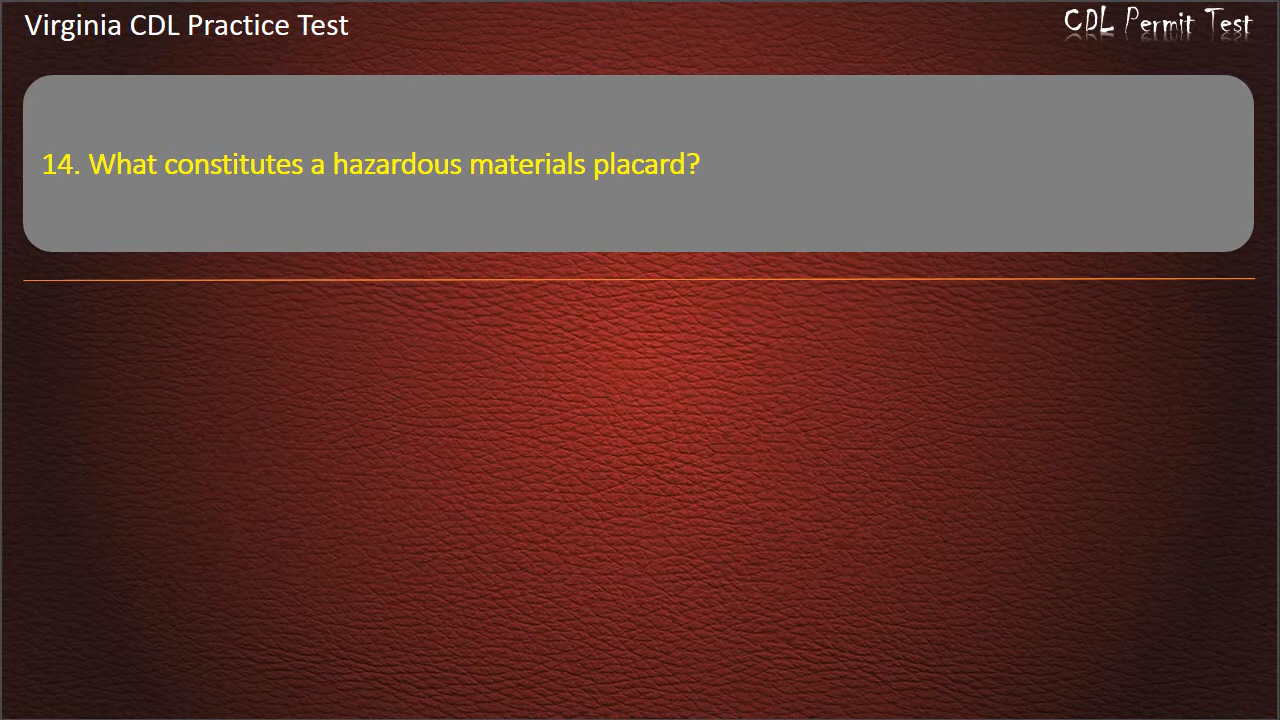 Virginia CDL Practice Test
CDL Permit Test
14. What constitutes a hazardous materials placard?